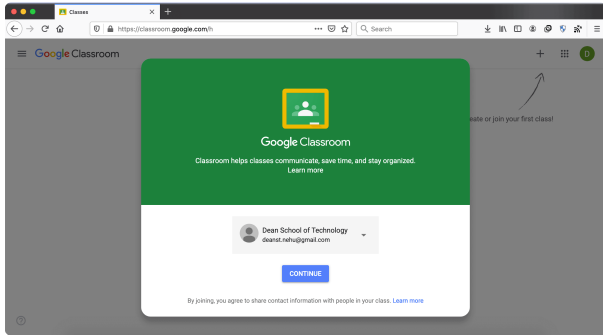 Classes
https://classroom.google.com/h
Search
Google Classroom
D
eate or join your first class!
Google Classroom
Classroom helps classes communicate, save time, and stay organized.
Learn more
Dean School of Technology
deanst.nehu@gmail.com
CONTINUE
By joining, you agree to share contact information with people in your class. Learn more